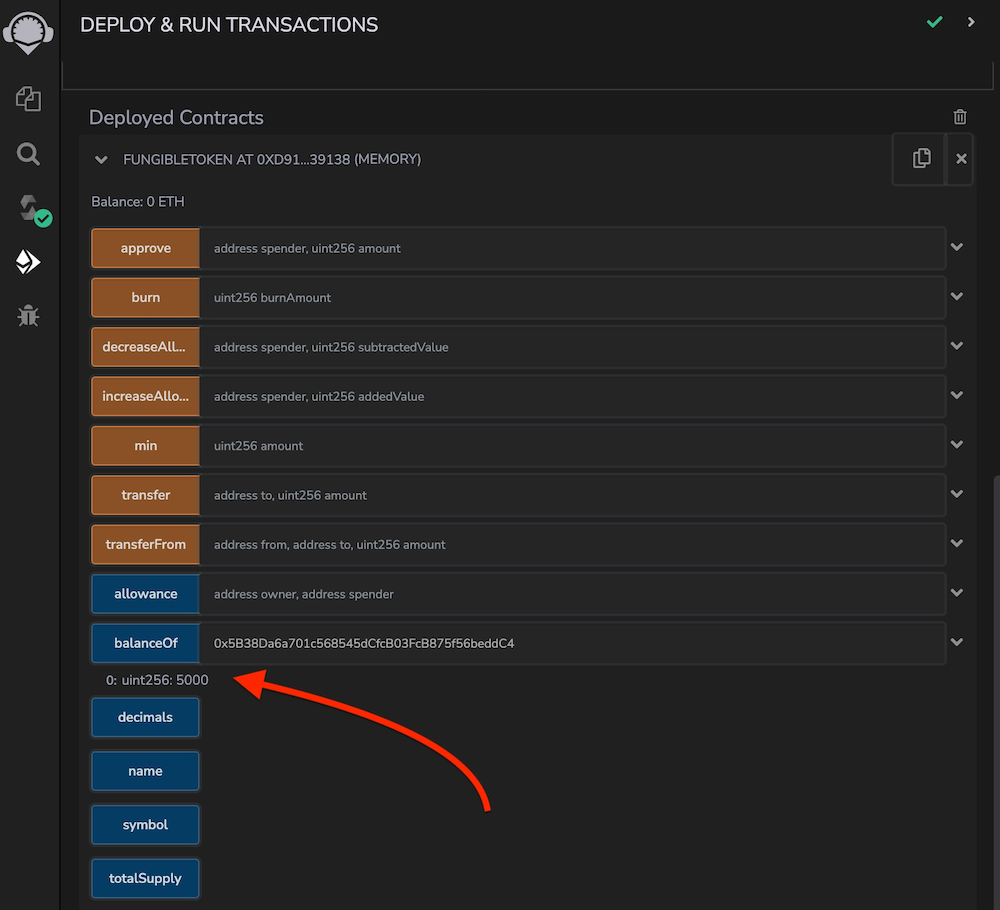 DEPLOY & RUN TRANSACTIONS
Deployed Contracts
FUNGIBLETOKEN AT 0XD91...39138 (MEMORY)
Balance: 0 ETH
approve address spender, uint256 amount
burn uint256 burnAmount
decreaseAll... address spender, uint256 subtractedValue
increaseAllo... address spender, uint256 addedValue
min uint256 amount
transfer address to, uint256 amount
transferFrom address from, address to, uint256 amount
allowance address owner, address spender
balanceOf 0x5B38Da6a701c568545dCfcB03FcB875f56beddC4
0: uint256: 5000
decimals
name
symbol
totalSupply